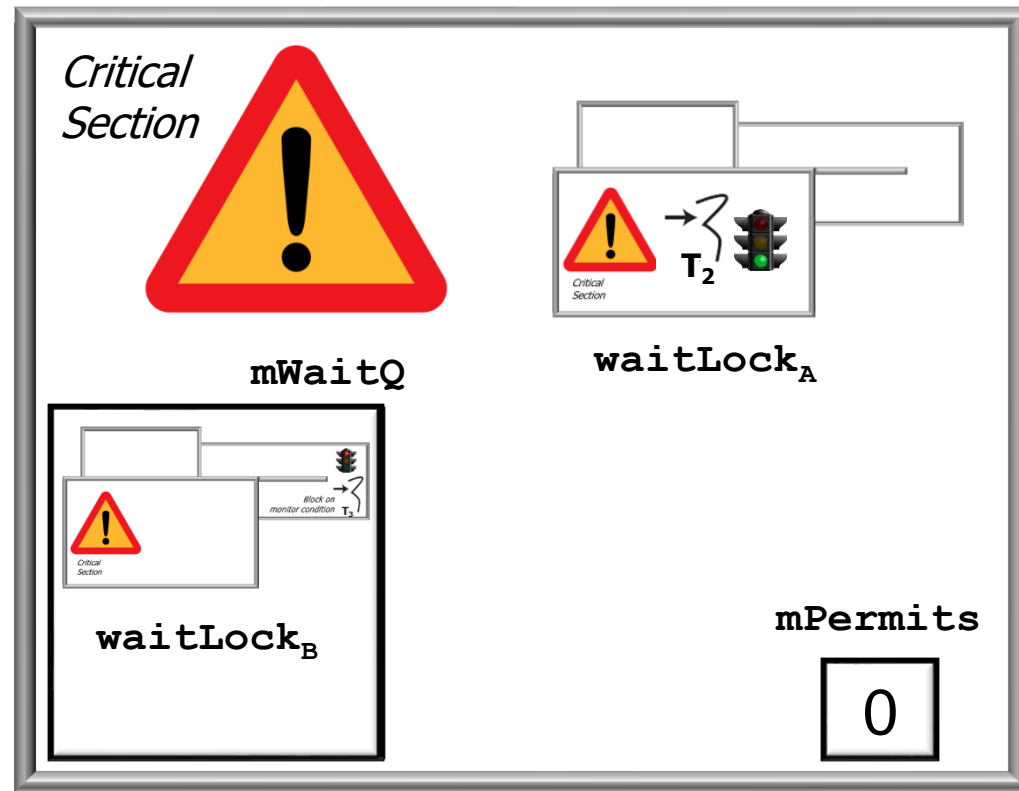 Critical
Section
T2
Critical
Section
waitLockA
mWaitQ
Block on
monitor condition T3
Critical
Section
waitLockB
mPermits
0